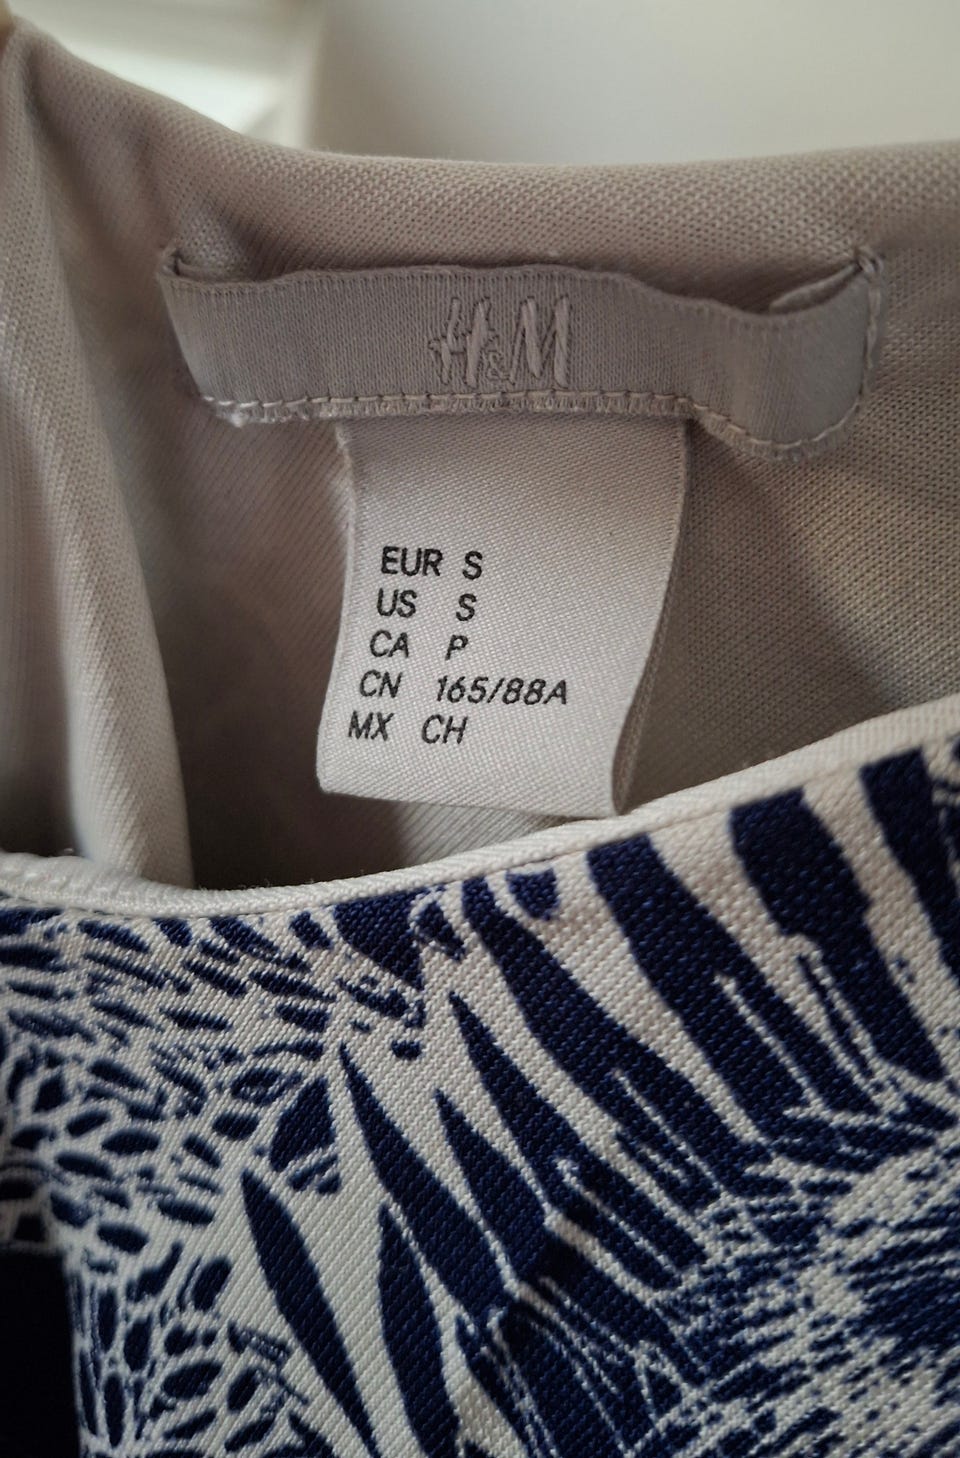 H&M
EUR S
US S
CA P
CN 165/88A
MX CH